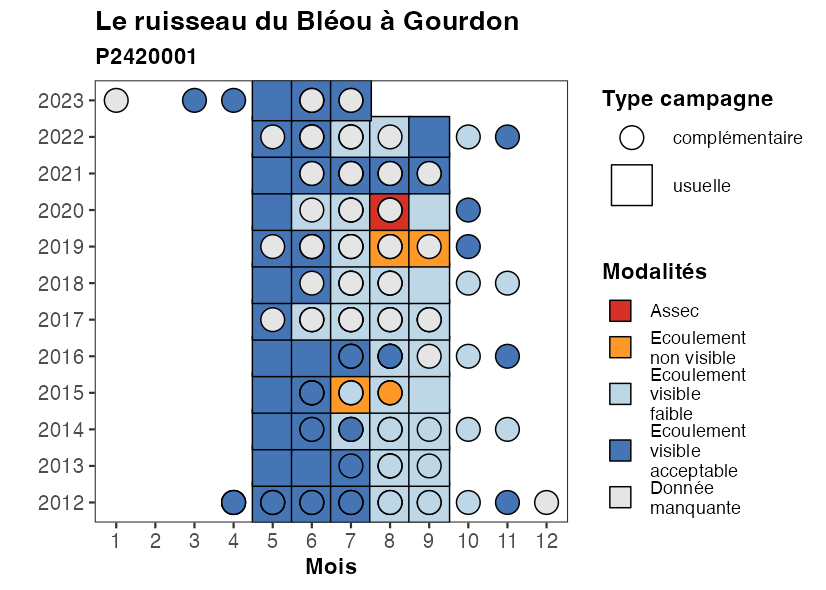 Le ruisseau du Bléou à Gourdon
P2420001
2023
2022
2021
2020
2019
2018
2017
2016
2015
2014
2013
2012
1 2 3 4 5 6 7 8 9 10 11 12
Mois
Type campagne
complémentaire
usuelle
Modalités
Assec
Ecoulement
non visible
Ecoulement
visible
faible
Ecoulement
visible
acceptable
Donnée
manquante